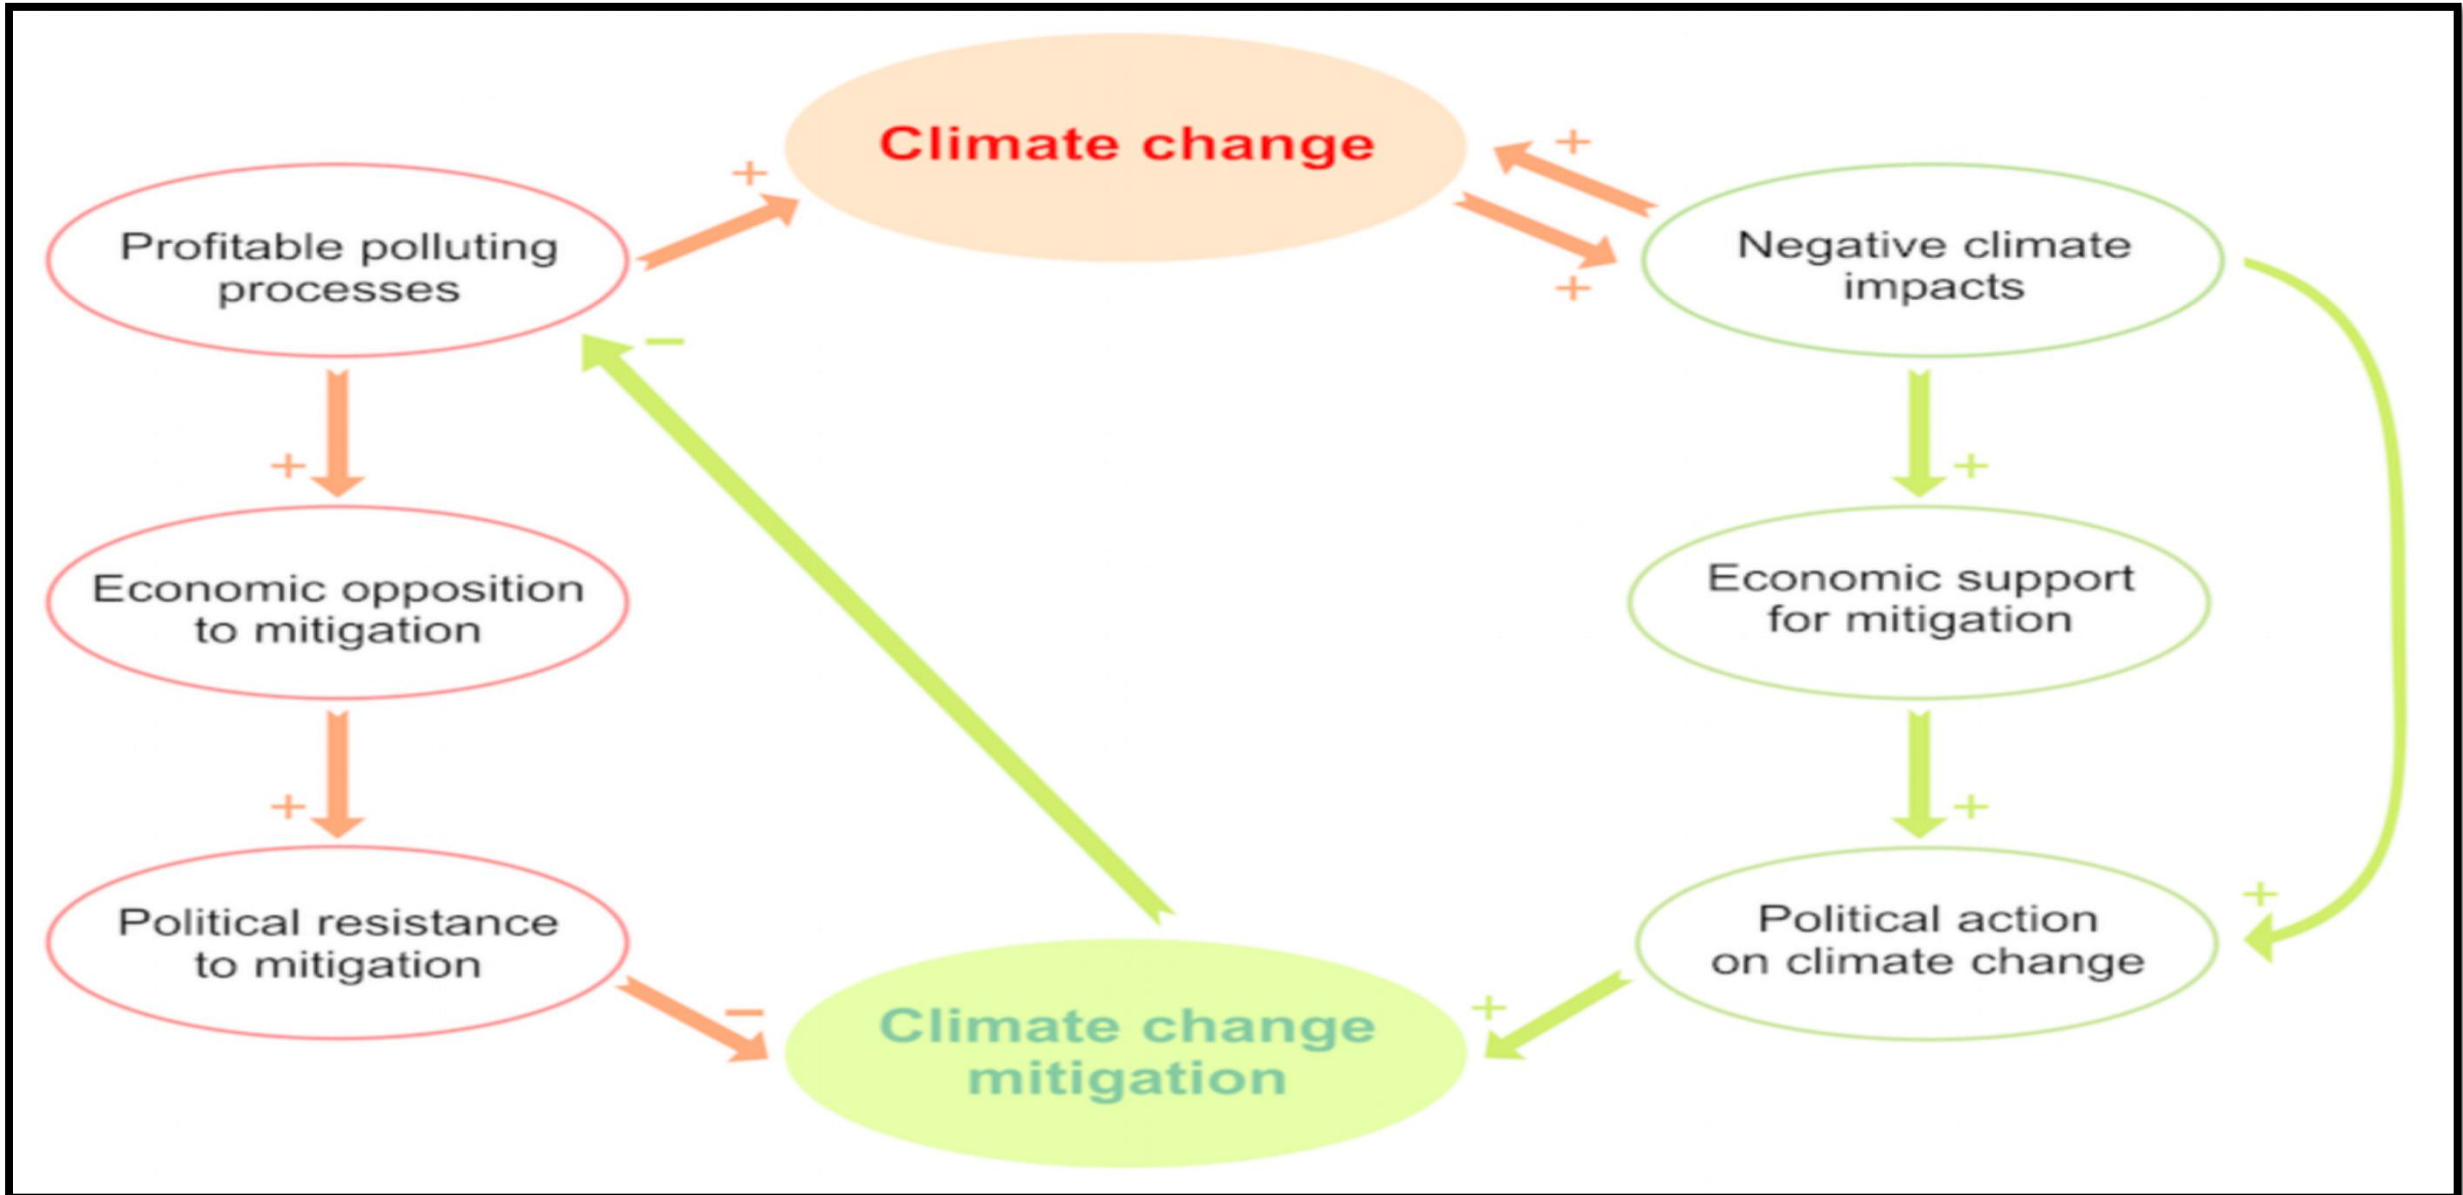 Climate change
Profitable polluting
processes
Negative climate
impacts
Economic opposition
to mitigation
Economic support
for mitigation
Political resistance
to mitigation
Political action
on climate change
Climate change
mitigation
+
+
+
−
+
+
+
+
+
−
+